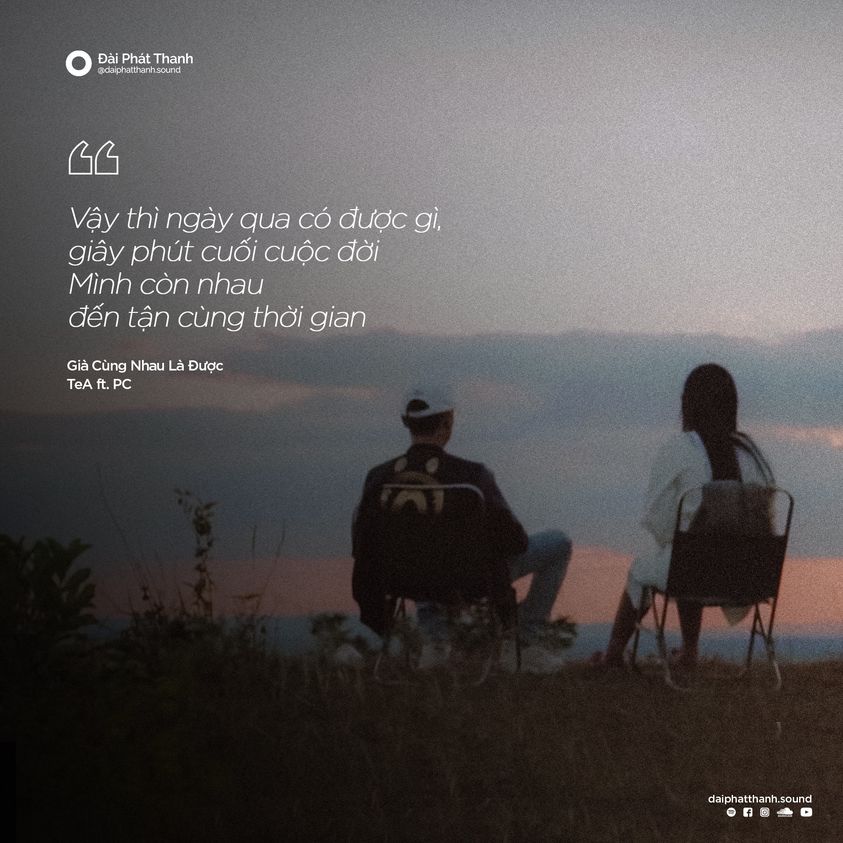 Đài Phát Thanh
@daiphatthanh.sound
Vậy thì ngày qua có được gì,
giây phút cuối cuộc đời
Mình còn nhau
đến tận cùng thời gian
Già Cùng Nhau Là Được
TeA ft. PC
daiphatthanh.sound